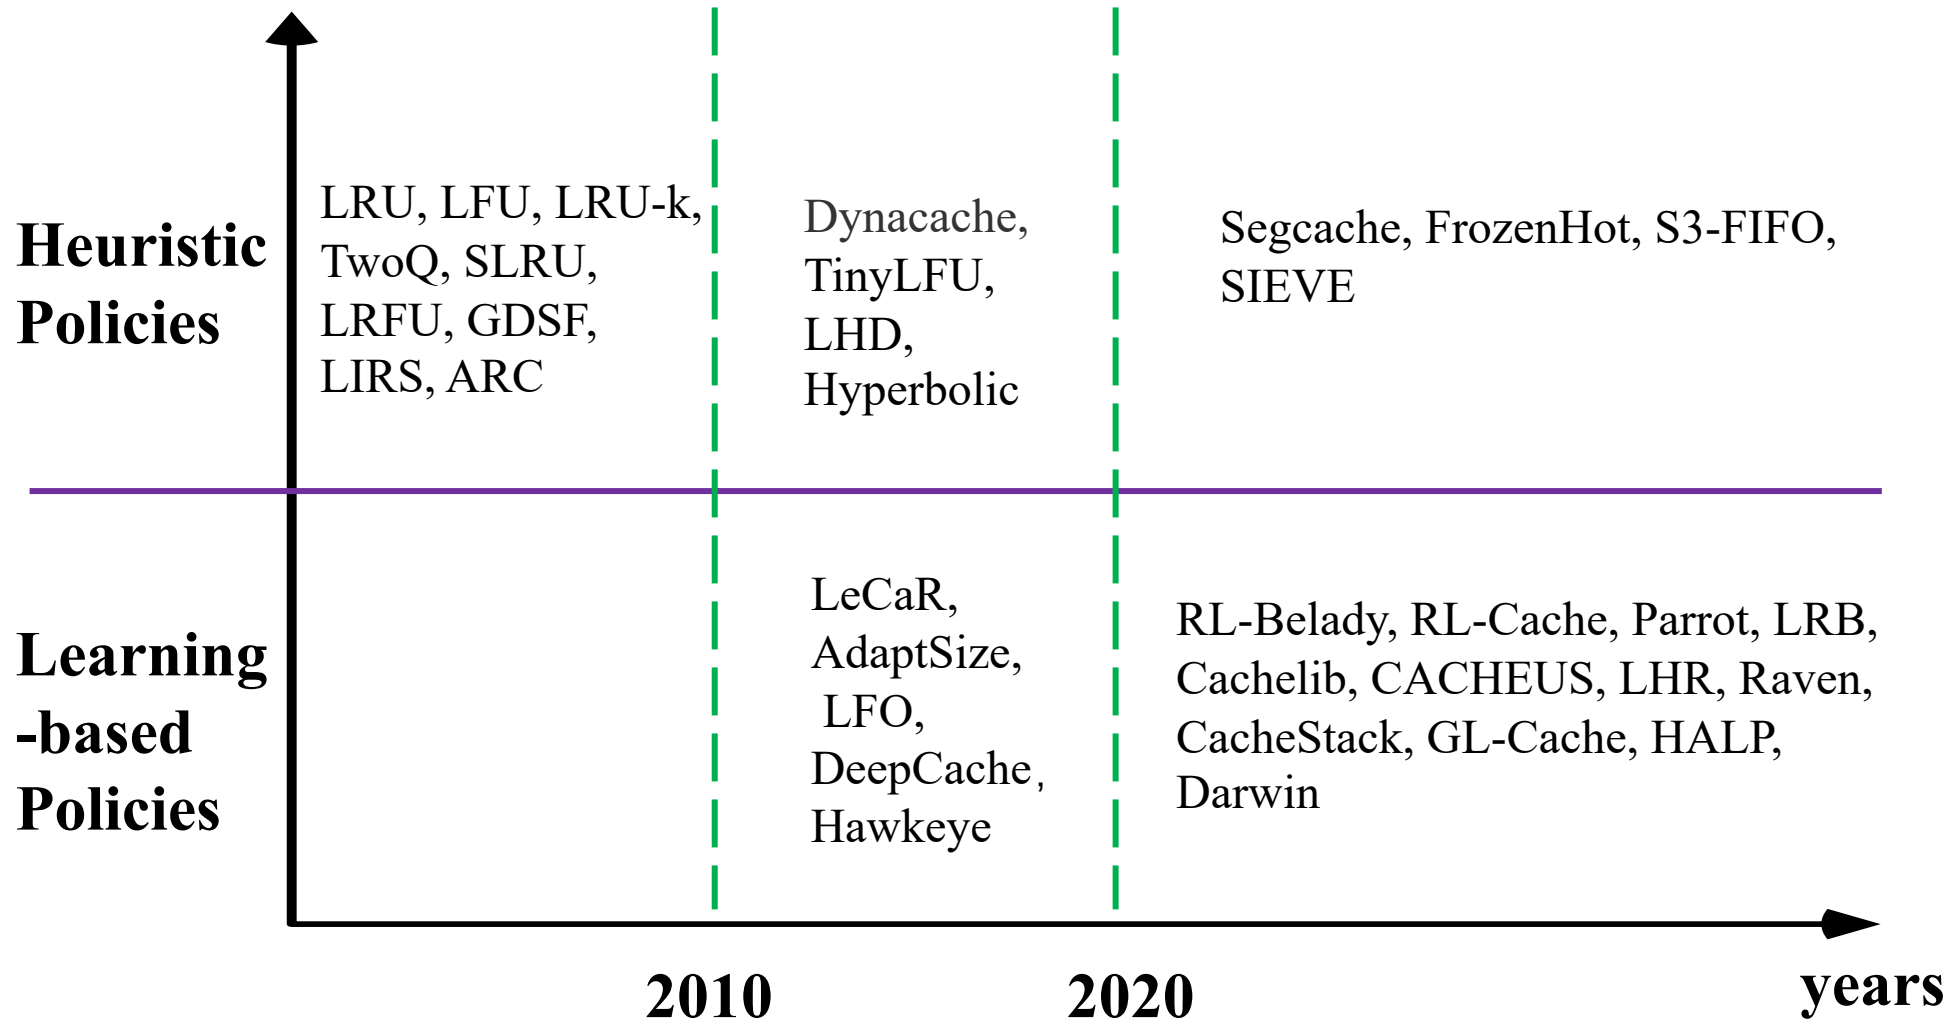 Heuristic
Policies
LRU, LFU, LRU-k,
TwoQ, SLRU,
LRFU, GDSF,
LIRS, ARC
Dynacache,
TinyLFU,
LHD,
Hyperbolic
Segcache, FrozenHot, S3-FIFO,
SIEVE
Learning
-based
Policies
LeCaR,
AdaptSize,
LFO,
DeepCache,
Hawkeye
RL-Belady, RL-Cache, Parrot, LRB,
Cachelib, CACHEUS, LHR, Raven,
CacheStack, GL-Cache, HALP,
Darwin
2010
2020
years